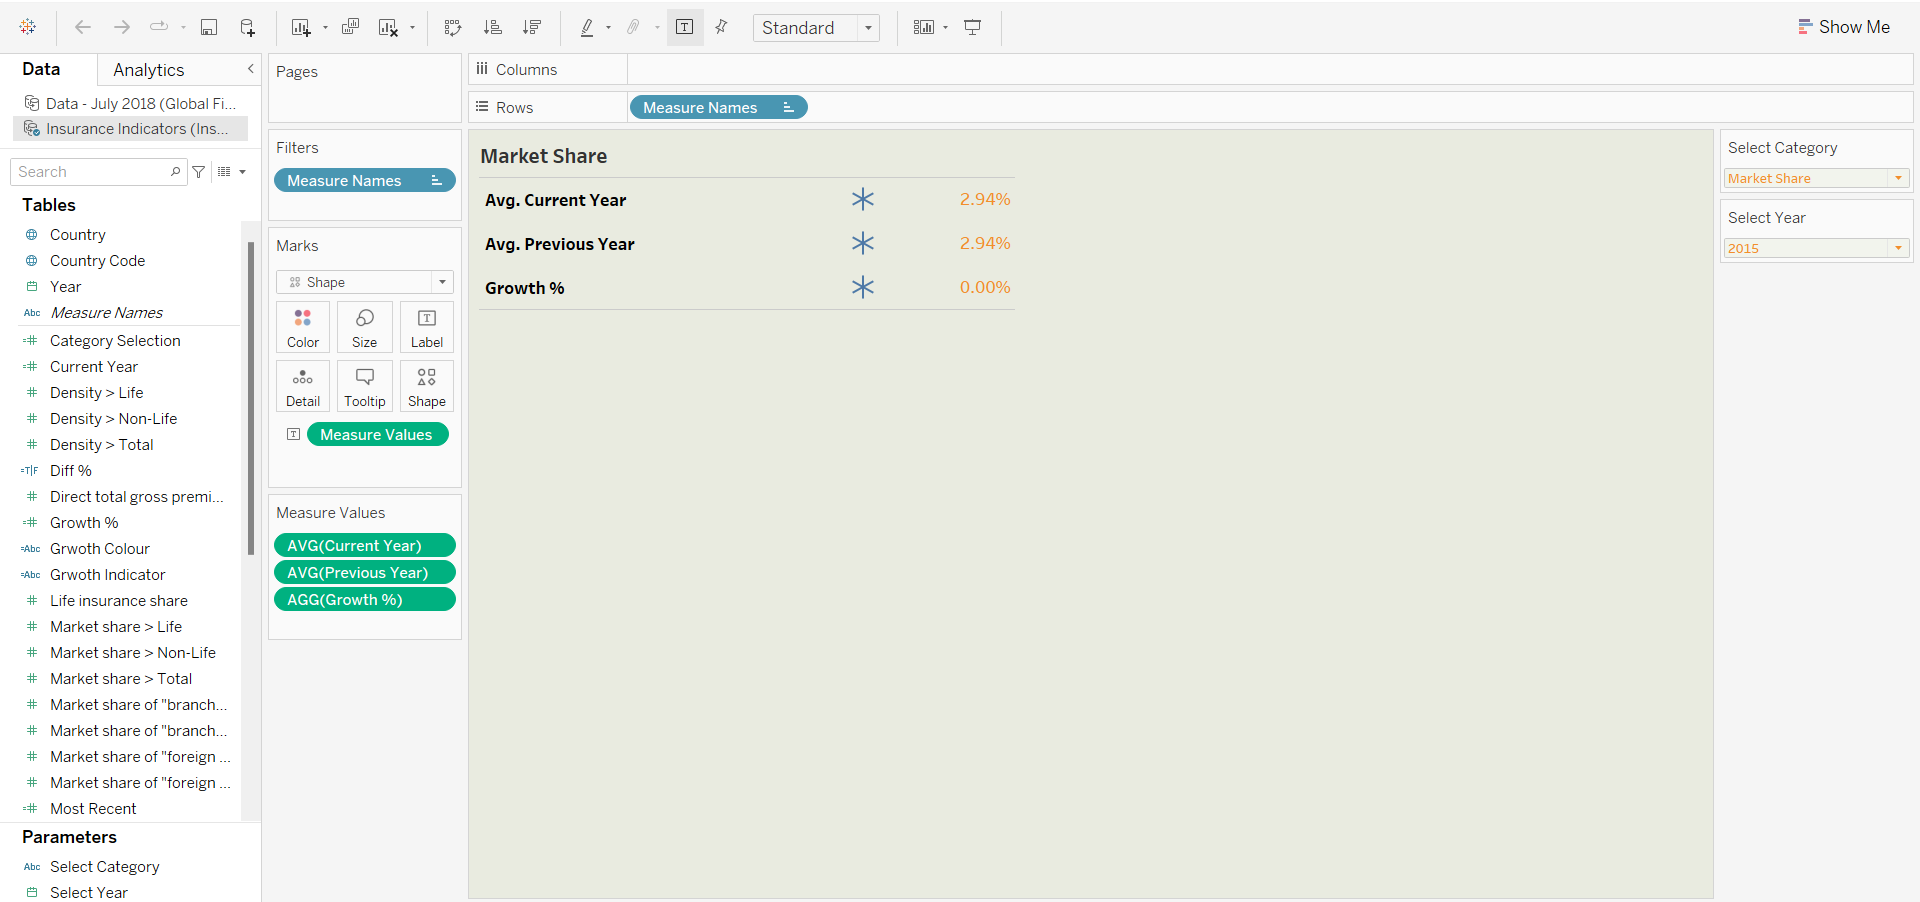 Standard
Show Me
Data
Analytics
Data - July 2018 (Global Fi...
Insurance Indicators (Ins...
Search
Tables
Country
Country Code
Year
Abc Measure Names
Category Selection
Current Year
# Density > Life
# Density > Non-Life
# Density > Total
=T|F Diff %
# Direct total gross premi...
=# Growth %
=Abc Grwoth Colour
=Abc Grwoth Indicator
# Life insurance share
# Market share > Life
# Market share > Non-Life
# Market share > Total
# Market share of "branch...
# Market share of "branch...
# Market share of "foreign ...
# Market share of "foreign ...
=# Most Recent
Parameters
Abc Select Category
Select Year
Pages
Filters
Measure Names
Marks
Shape
Color Size T Label
Detail Tooltip Shape
T Measure Values
Measure Values
AVG(Current Year)
AVG(Previous Year)
AGG(Growth %)
Columns
Rows Measure Names
Market Share
Avg. Current Year 2.94%
Avg. Previous Year 2.94%
Growth % 0.00%
Select Category
Market Share
Select Year
2015